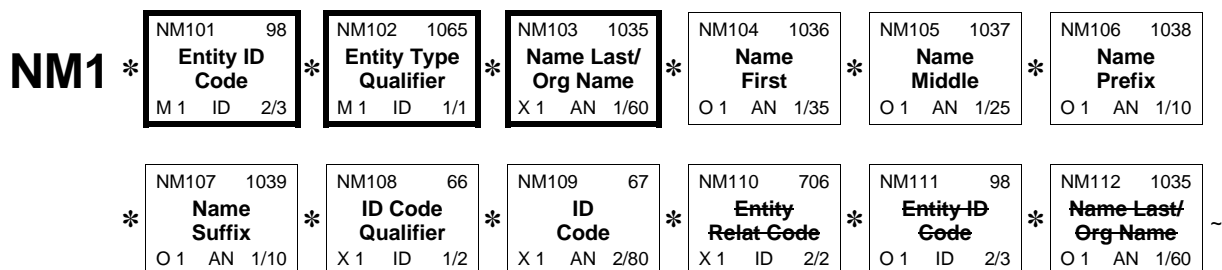 NM101 98 NM102 1065 NM103 1035 NM104 1036 NM105 1037 NM106 1038
NM1 * Entity ID Code * Entity Type Qualifier * Name Last/ Org Name * Name First * Name Middle * Name Prefix
M 1 ID 2/3 M 1 ID 1/1 X 1 AN 1/60 O 1 AN 1/35 O 1 AN 1/25 O 1 AN 1/10
NM107 1039 NM108 66 NM109 67 NM110 706 NM111 98 NM112 1035
* Name Suffix * ID Code Qualifier * ID Code * Entity Relat Code * Entity ID Code * Name Last/ Org Name ~
O 1 AN 1/10 X 1 ID 1/2 X 1 AN 2/80 X 1 ID 2/2 O 1 ID 2/3 O 1 AN 1/60